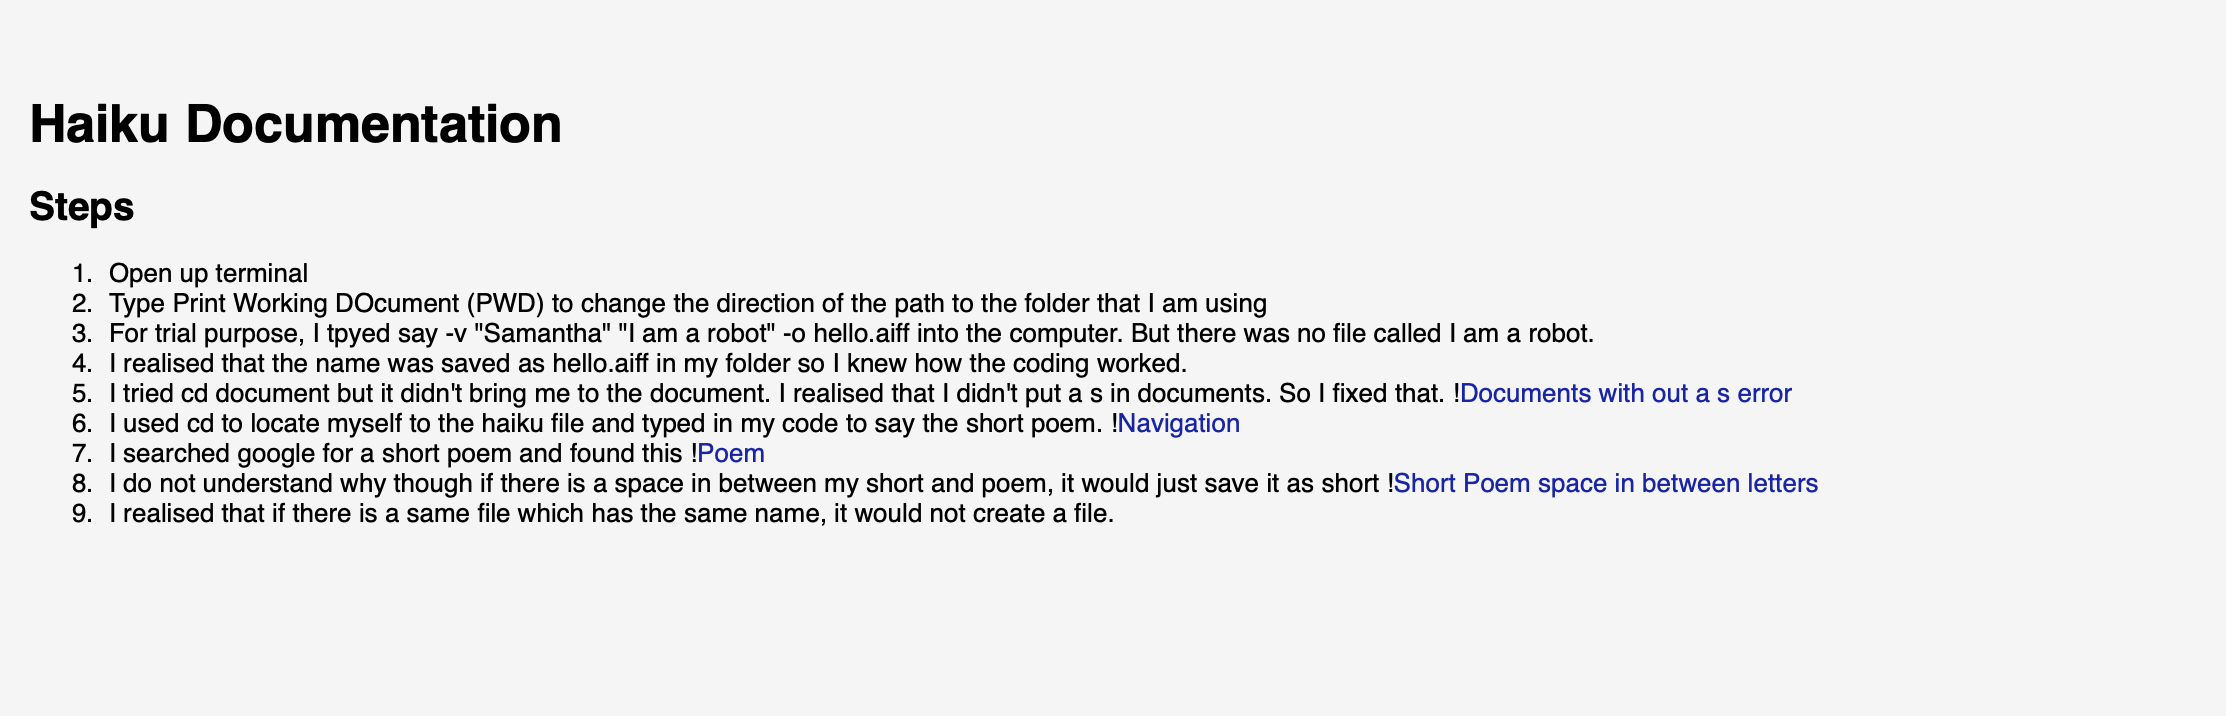 Haiku Documentation
Steps
1. Open up terminal
2. Type Print Working DOcument (PWD) to change the direction of the path to the folder that I am using
3. For trial purpose, I tpyed say -v "Samantha" "I am a robot" -o hello.aiff into the computer. But there was no file called I am a robot.
4. I realised that the name was saved as hello.aiff in my folder so I knew how the coding worked.
5. I tried cd document but it didn't bring me to the document. I realised that I didn't put a s in documents. So I fixed that. !Documents with out a s error
6. I used cd to locate myself to the haiku file and typed in my code to say the short poem. !Navigation
7. I searched google for a short poem and found this !Poem
8. I do not understand why though if there is a space in between my short and poem, it would just save it as short !Short Poem space in between letters
9. I realised that if there is a same file which has the same name, it would not create a file.